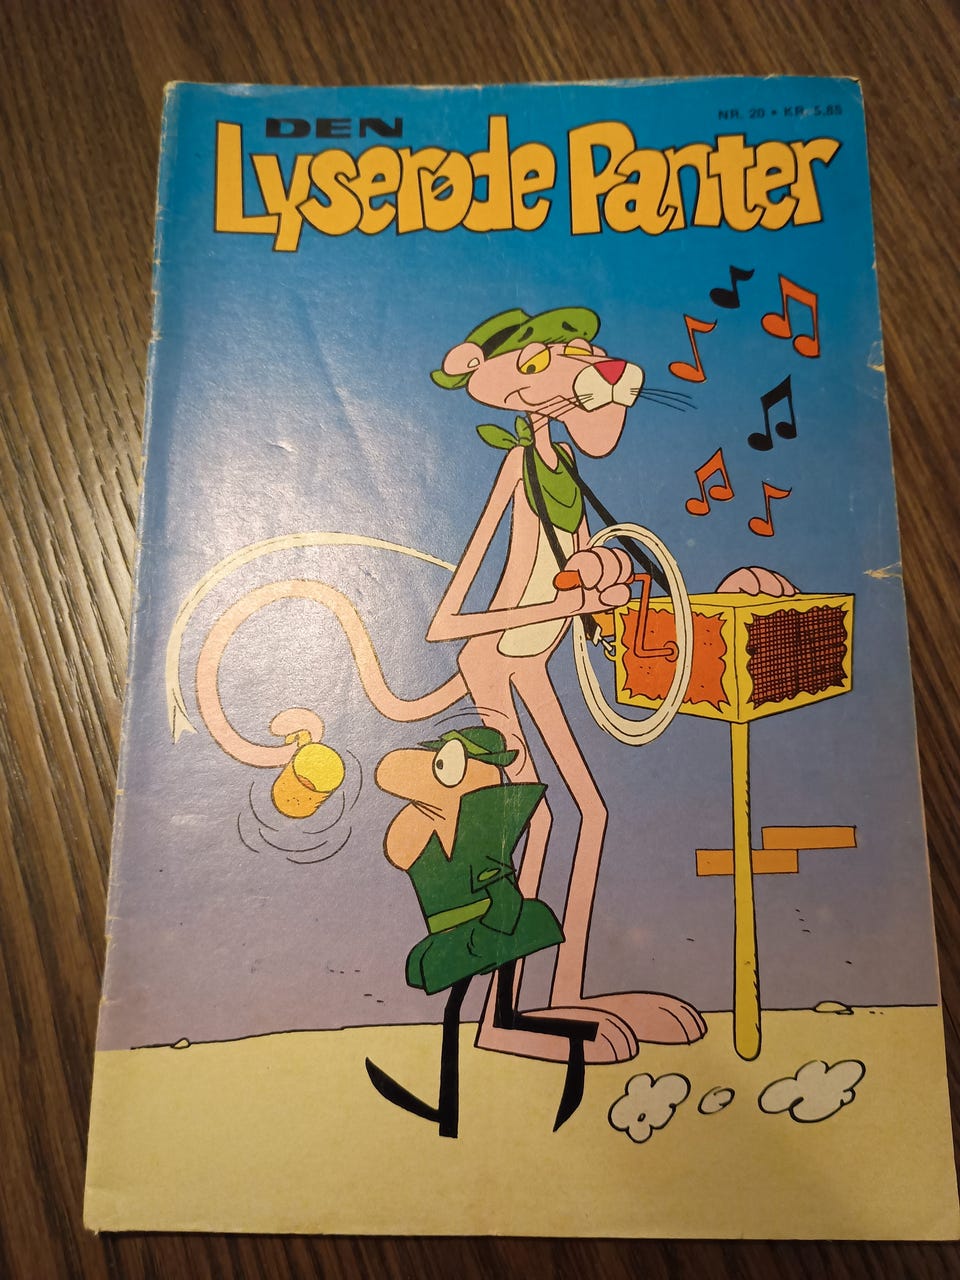 NR. 20 • KR. 5.85
DEN
Lyserøde Panter